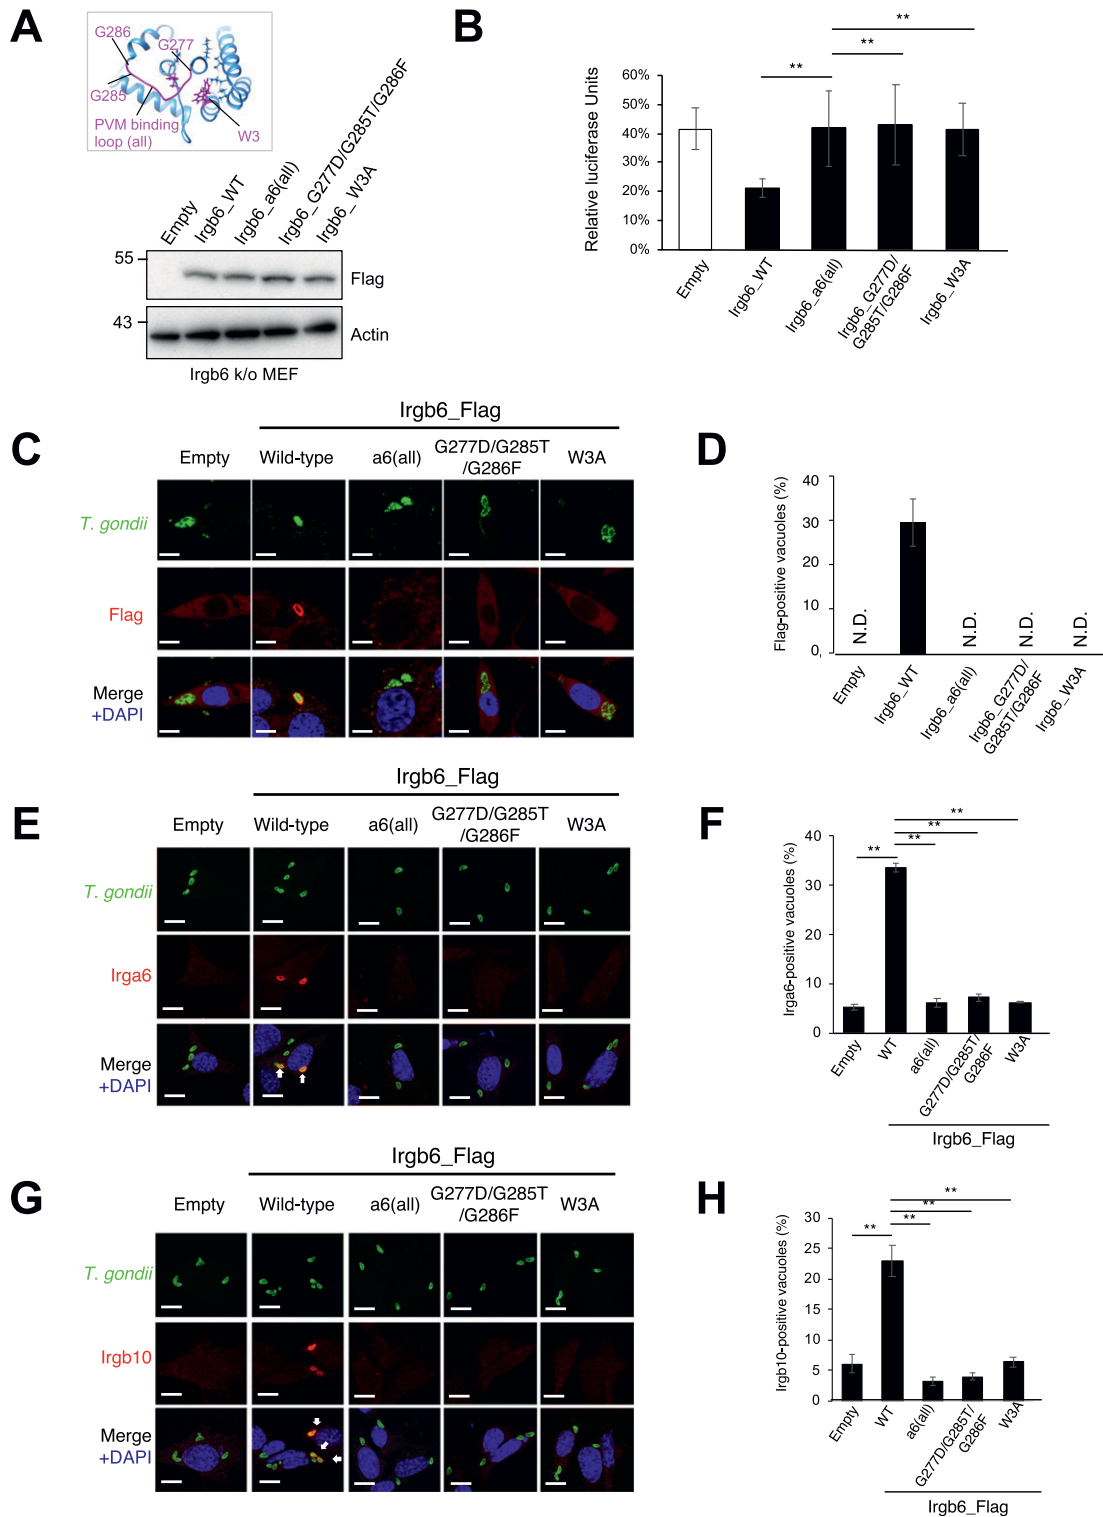 A
G286
G277
G285
PVM binding
loop (all)
W3
Empty
Irgb6_WT
Irgb6_a6(all)
Irgb6_G277D/G285T/G286F
Irgb6_W3A
55
Flag
43
Actin
Irgb6 k/o MEF
B
**
**
**
Relative luciferase Units
60%
50%
40%
30%
20%
10%
0%
Empty
Irgb6_WT
Irgb6_a6(all)
Irgb6_G277D/
G285T/G286F
Irgb6_W3A
C
Irgb6_Flag
Empty
Wild-type
a6(all)
G277D/G285T
/G286F
W3A
T. gondii
Flag
Merge
+DAPI
D
Flag-positive vacuoles (%)
40
30
20
10
0
N.D.
N.D.
N.D.
N.D.
Empty
Irgb6_WT
Irgb6_a6(all)
Irgb6_G277D/
G285T/G286F
Irgb6_W3A
E
Irgb6_Flag
Empty
Wild-type
a6(all)
G277D/G285T
/G286F
W3A
T. gondii
Irga6
Merge
+DAPI
F
Irga6-positive vacuoles (%)
40
30
20
10
0
**
**
**
**
Empty
WT
a6(all)
G277D/G285T/
G286F
W3A
Irgb6_Flag
G
Irgb6_Flag
Empty
Wild-type
a6(all)
G277D/G285T
/G286F
W3A
T. gondii
Irgb10
Merge
+DAPI
H
Irgb10-positive vacuoles (%)
30
25
20
15
10
5
0
**
**
**
**
Empty
WT
a6(all)
G277D/G285T/
G286F
W3A
Irgb6_Flag